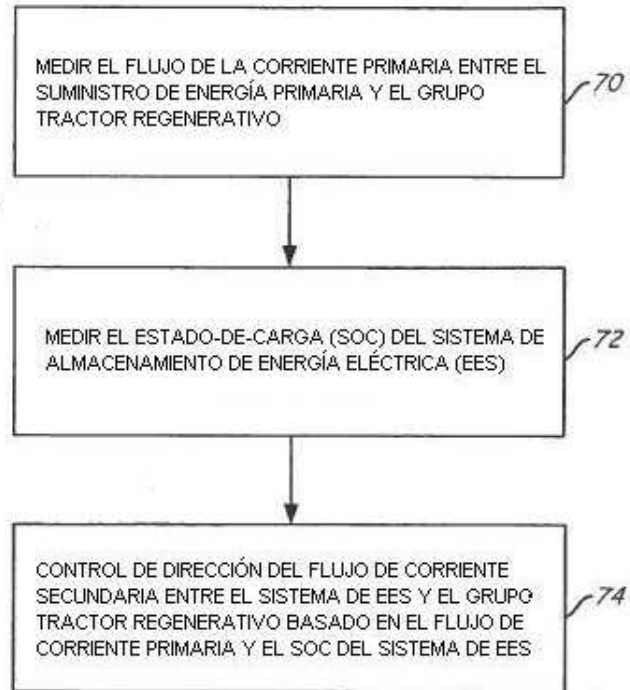 MEDIR EL FLUJO DE LA CORRIENTE PRIMARIA ENTRE EL
SUMINISTRO DE ENERGÍA PRIMARIA Y EL GRUPO
TRACTOR REGENERATIVO
70
MEDIR EL ESTADO-DE-CARGA (SOC) DEL SISTEMA DE
ALMACENAMIENTO DE ENERGÍA ELÉCTRICA (EES)
72
CONTROL DE DIRECCIÓN DEL FLUJO DE CORRIENTE
SECUNDARIA ENTRE EL SISTEMA DE EES Y EL GRUPO
TRACTOR REGENERATIVO BASADO EN EL FLUJO DE
CORRIENTE PRIMARIA Y EL SOC DEL SISTEMA DE EES
74